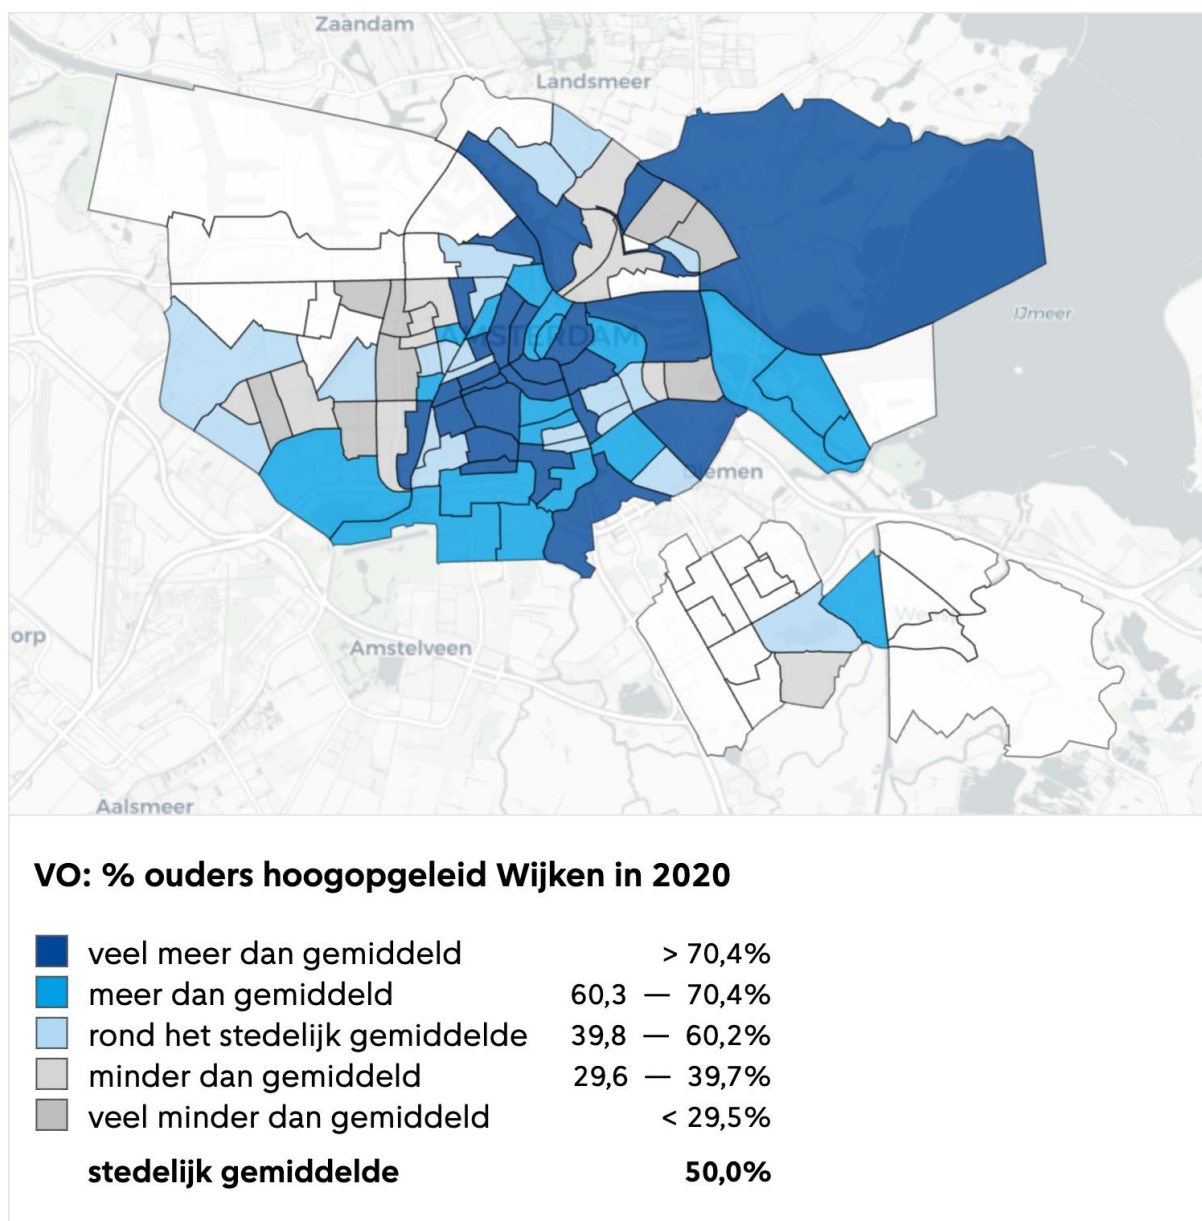 Zaandam
Landsmeer
IJmeer
AMSTERDAM
Diemen
orp
Amstelveen
Aalsmeer
VO: % ouders hoogopgeleid Wijken in 2020
veel meer dan gemiddeld > 70,4%
meer dan gemiddeld 60,3 — 70,4%
rond het stedelijk gemiddelde 39,8 — 60,2%
minder dan gemiddeld 29,6 — 39,7%
veel minder dan gemiddeld < 29,5%
stedelijk gemiddelde 50,0%